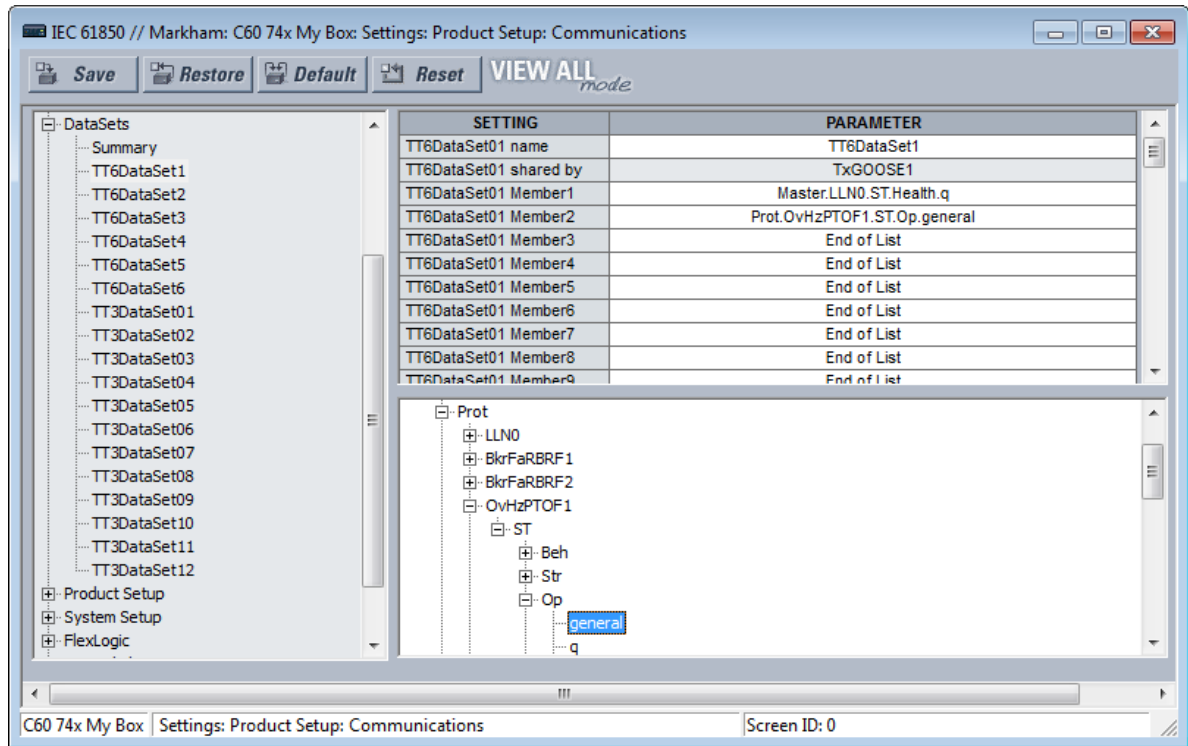 IEC 61850 // Markham: C60 74x My Box: Settings: Product Setup: Communications
Save Restore Default Reset VIEW ALL mode
DataSets
Summary
TT6DataSet1
TT6DataSet2
TT6DataSet3
TT6DataSet4
TT6DataSet5
TT6DataSet6
TT3DataSet01
TT3DataSet02
TT3DataSet03
TT3DataSet04
TT3DataSet05
TT3DataSet06
TT3DataSet07
TT3DataSet08
TT3DataSet09
TT3DataSet10
TT3DataSet11
TT3DataSet12
Product Setup
System Setup
FlexLogic
SETTING PARAMETER
TT6DataSet01 name TT6DataSet1
TT6DataSet01 shared by TxGOOSE1
TT6DataSet01 Member1 Master.LLN0.ST.Health.q
TT6DataSet01 Member2 Prot.OvHzPTOF1.ST.Op.general
TT6DataSet01 Member3 End of List
TT6DataSet01 Member4 End of List
TT6DataSet01 Member5 End of List
TT6DataSet01 Member6 End of List
TT6DataSet01 Member7 End of List
TT6DataSet01 Member8 End of List
TT6DataSet01 Member9 End of List
Prot
LLN0
BkrFaRBRF1
BkrFaRBRF2
OvHzPTOF1
ST
Beh
Str
Op
general
q
C60 74x My Box Settings: Product Setup: Communications Screen ID: 0